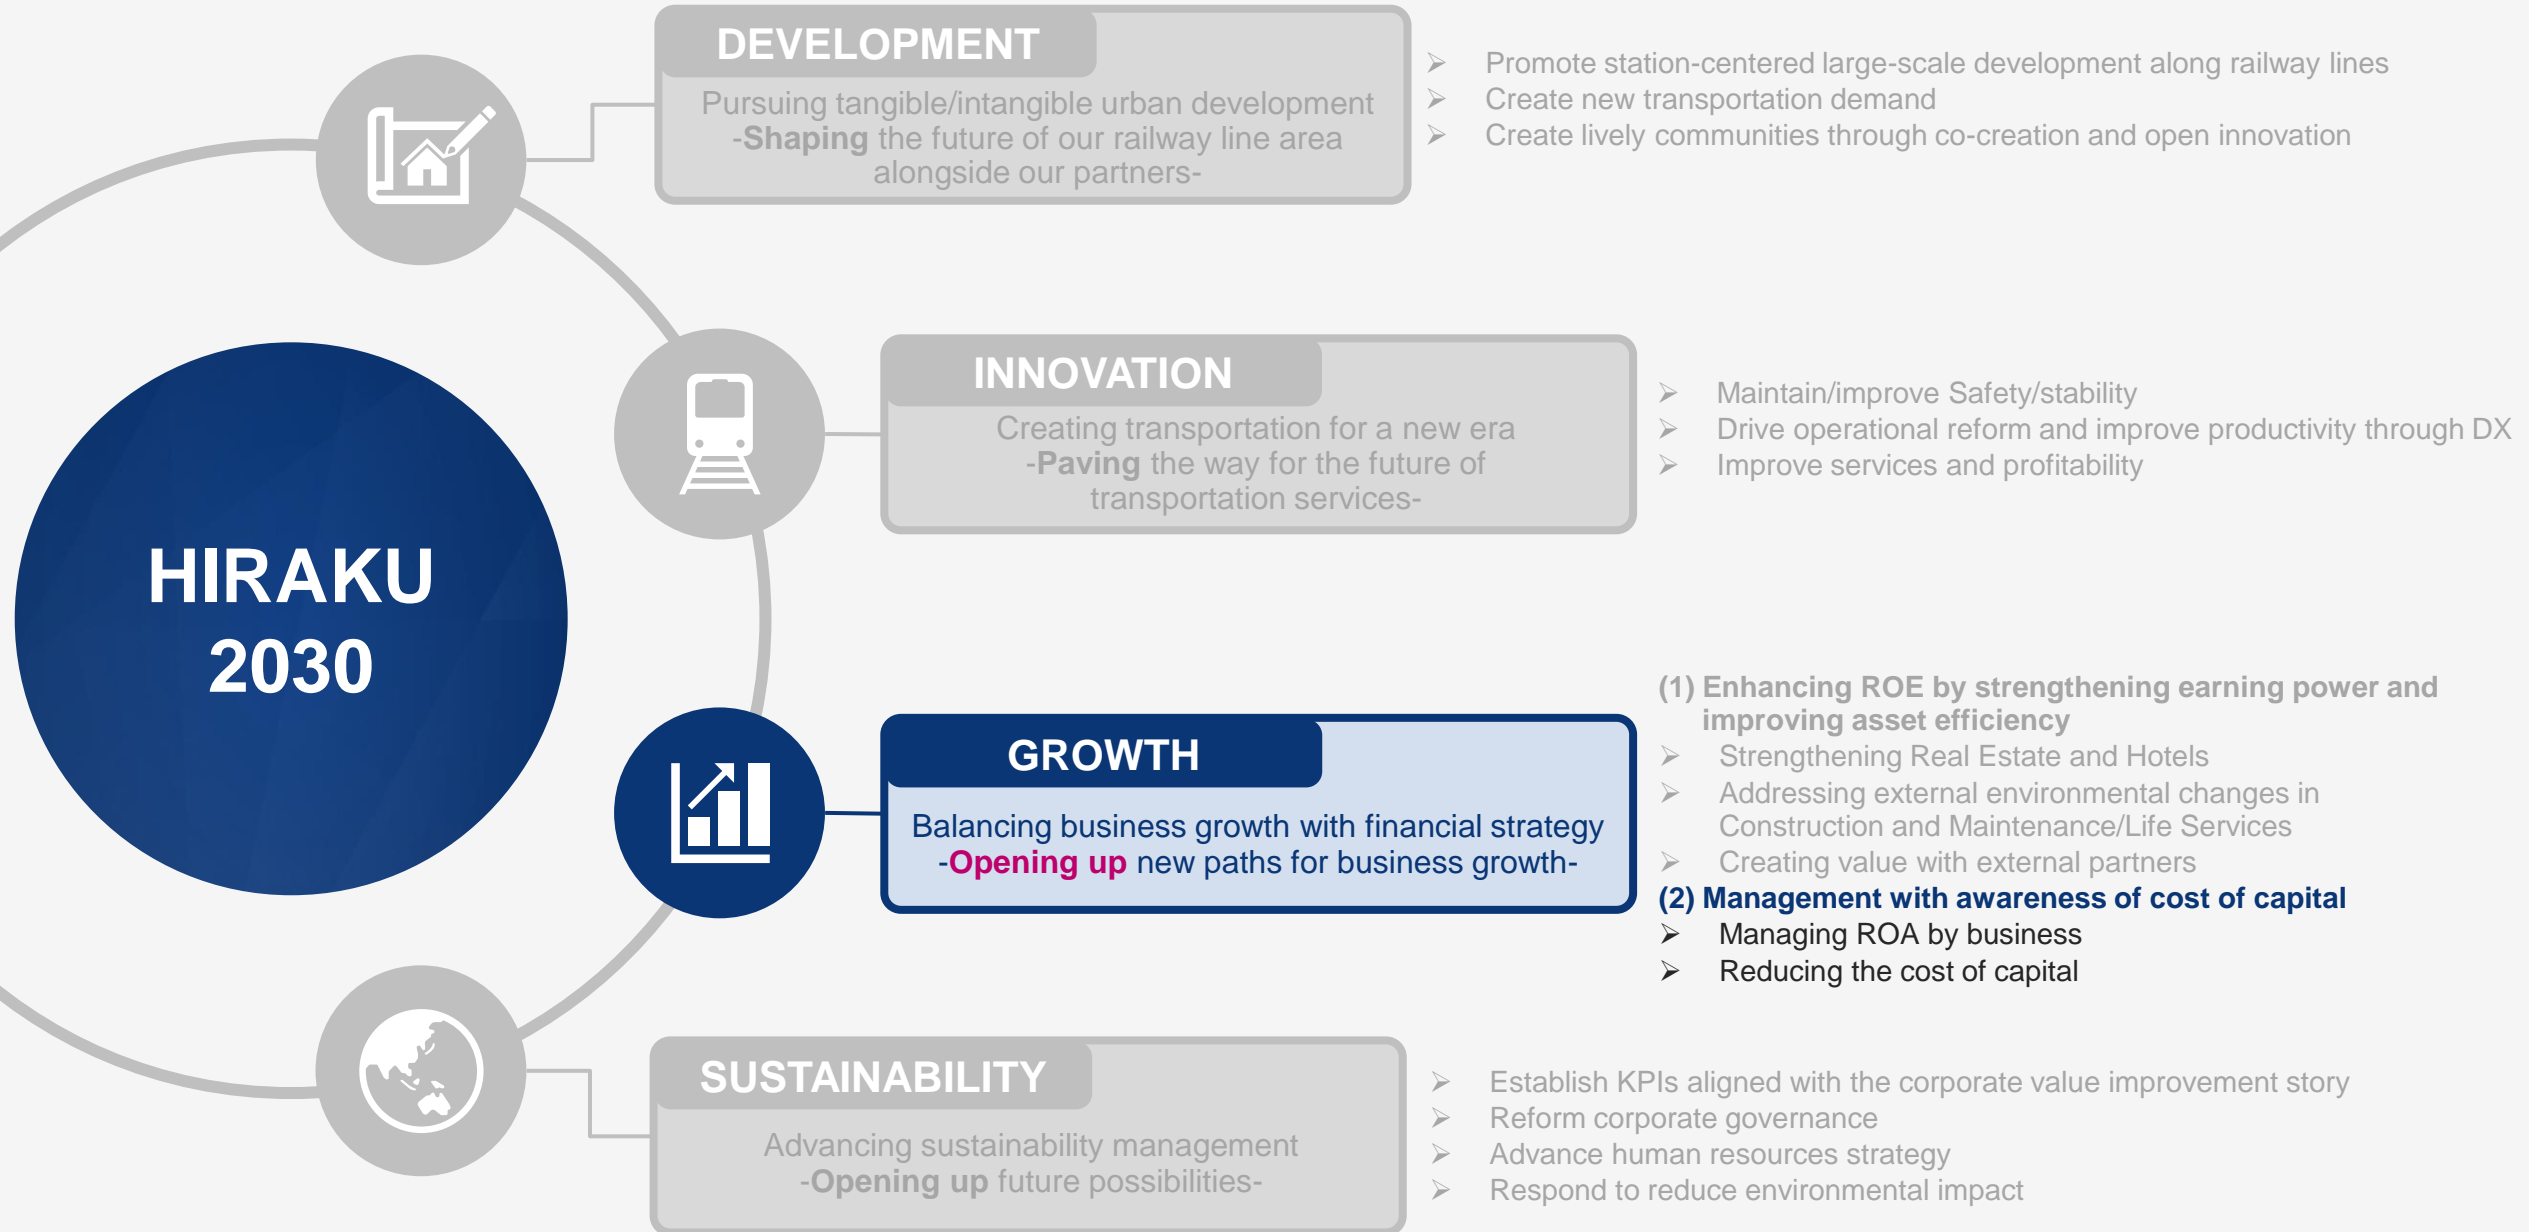 HIRAKU
2030
DEVELOPMENT
Pursuing tangible/intangible urban development
-Shaping the future of our railway line area
alongside our partners-
➢ Promote station-centered large-scale development along railway lines
➢ Create new transportation demand
➢ Create lively communities through co-creation and open innovation
INNOVATION
Creating transportation for a new era
-Paving the way for the future of
transportation services-
➢ Maintain/improve Safety/stability
➢ Drive operational reform and improve productivity through DX
➢ Improve services and profitability
GROWTH
Balancing business growth with financial strategy
-Opening up new paths for business growth-
(1) Enhancing ROE by strengthening earning power and
improving asset efficiency
➢ Strengthening Real Estate and Hotels
➢ Addressing external environmental changes in
Construction and Maintenance/Life Services
➢ Creating value with external partners
(2) Management with awareness of cost of capital
➢ Managing ROA by business
➢ Reducing the cost of capital
SUSTAINABILITY
Advancing sustainability management
-Opening up future possibilities-
➢ Establish KPIs aligned with the corporate value improvement story
➢ Reform corporate governance
➢ Advance human resources strategy
➢ Respond to reduce environmental impact